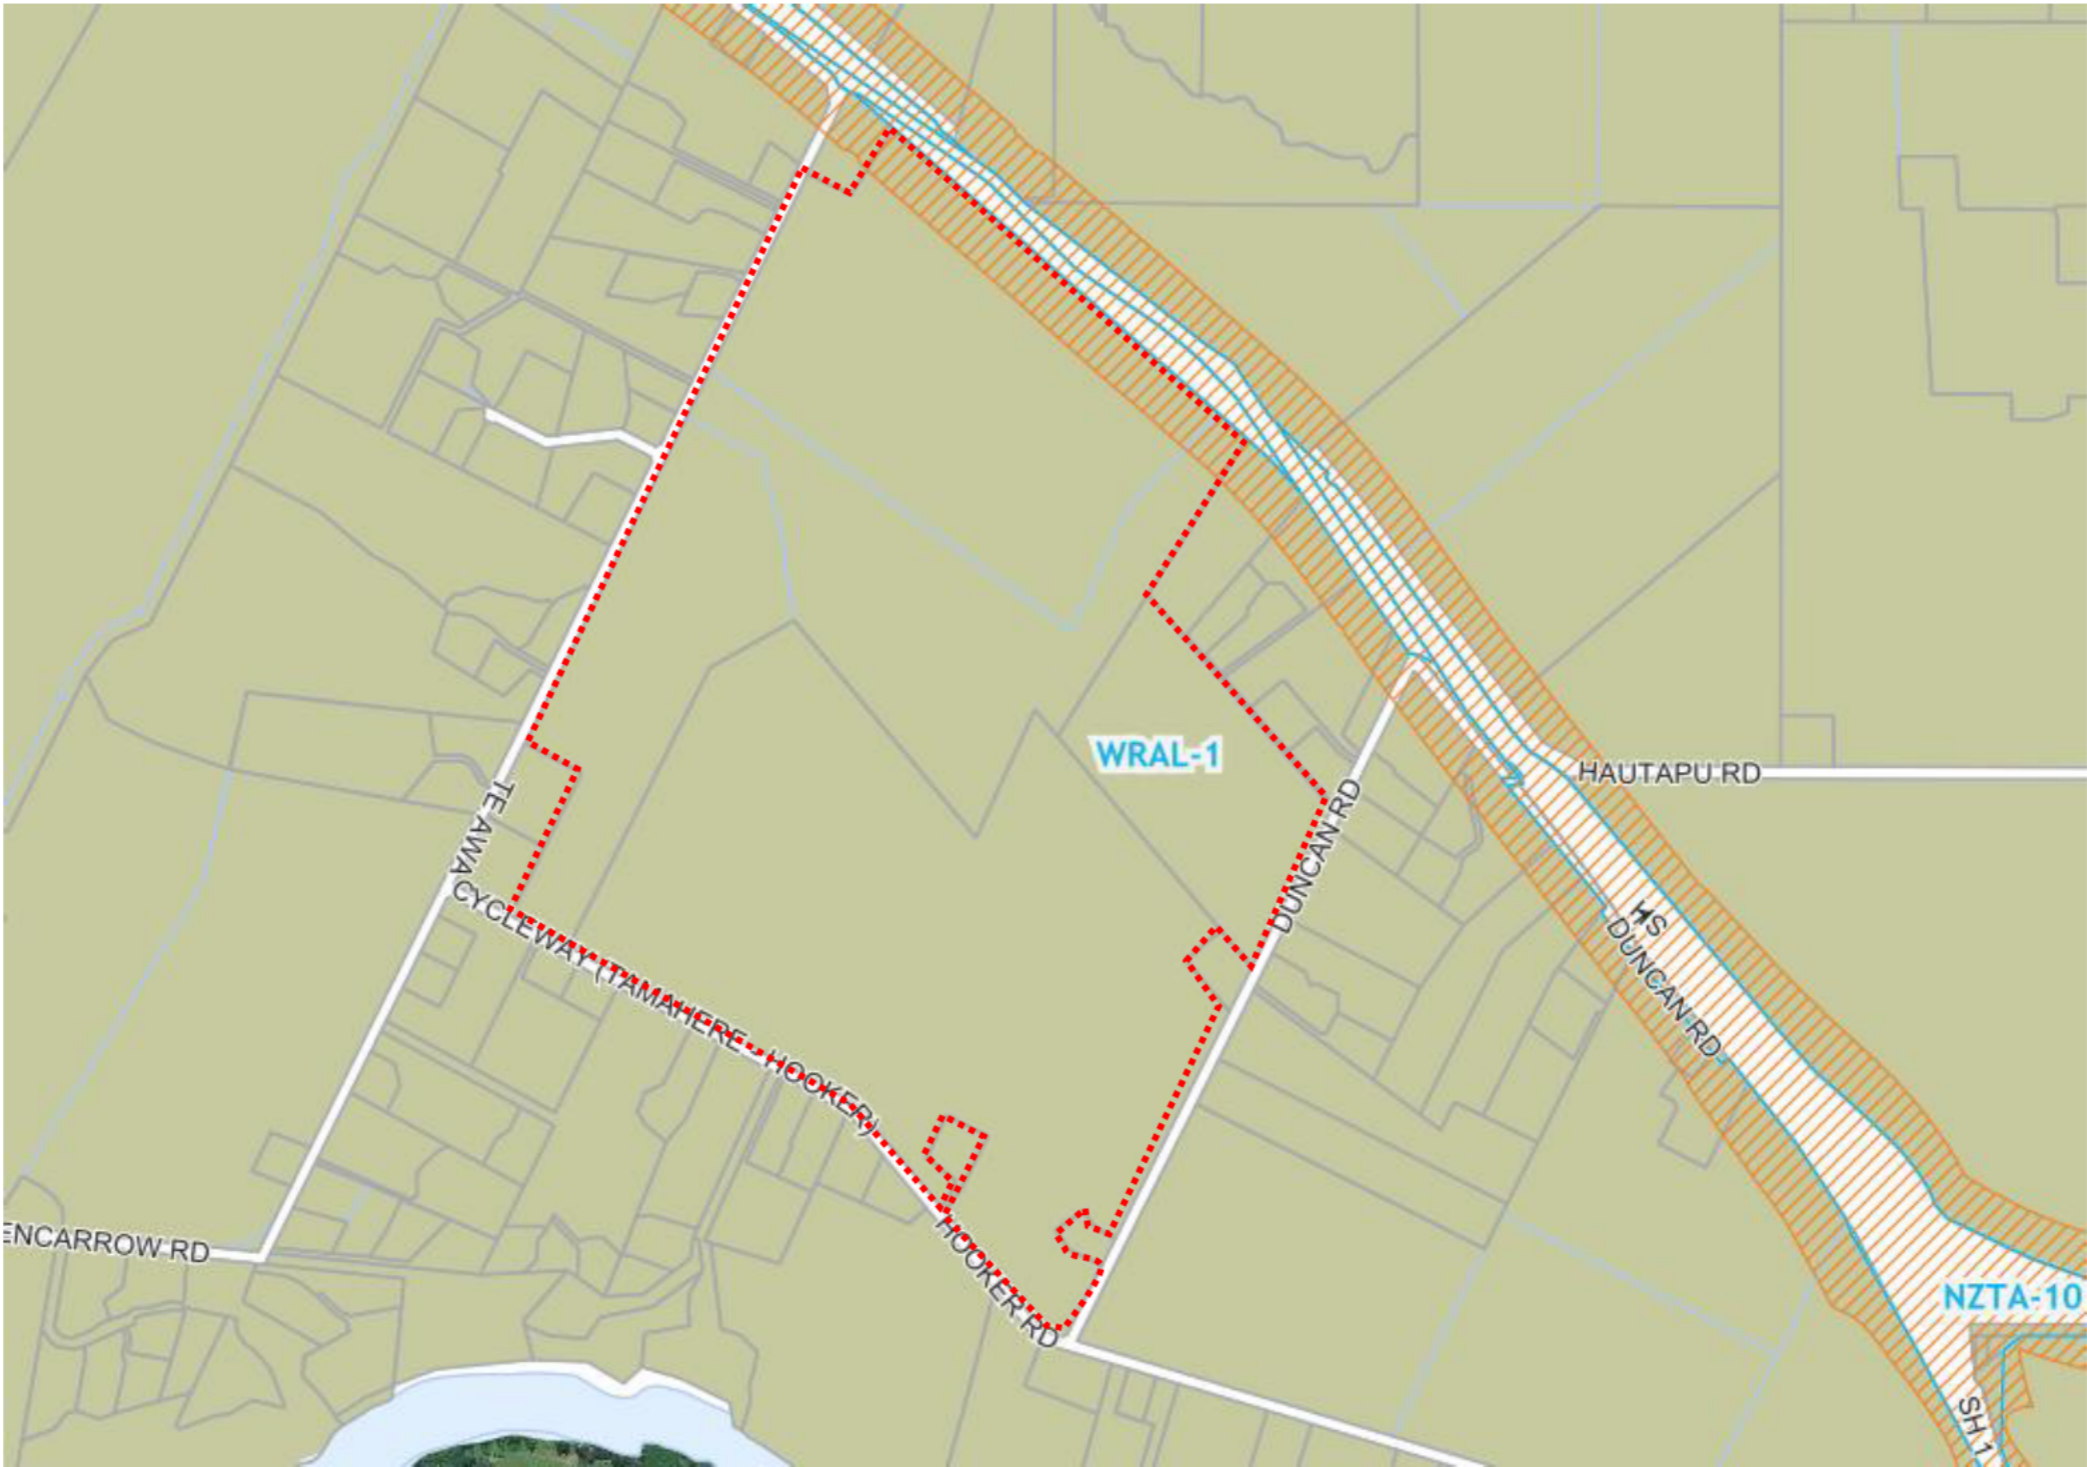 WRAL-1
HAUTAPU RD
DUNCAN RD
TE AWA
CYCLEWAY (TAMAHERE - HOOKER)
HS
DUNCAN RD
ENCARROW RD
HOOKER RD
NZTA-10
SH 1